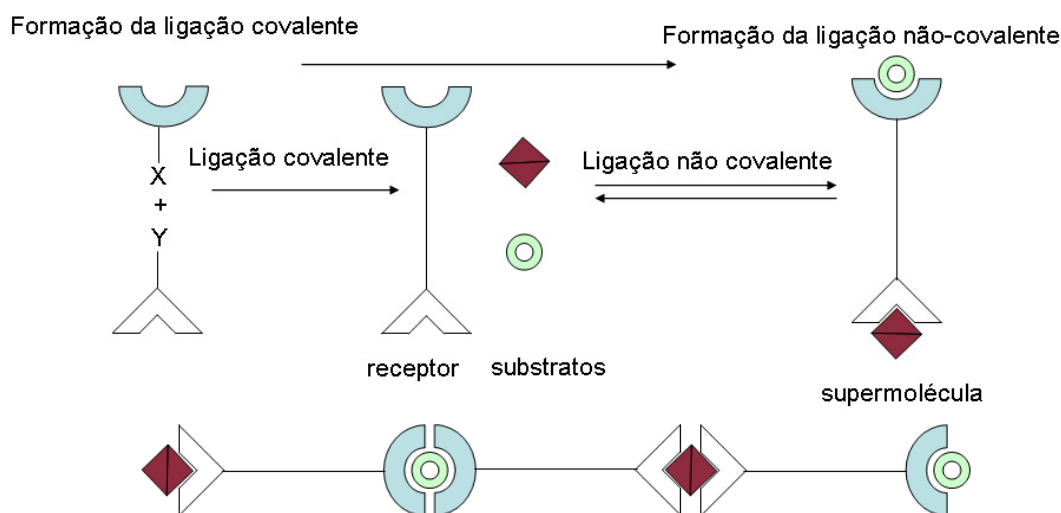 Formação da ligação covalente
Formação da ligação não-covalente
Ligação covalente
X
+
Y
Ligação não covalente
receptor
substratos
supermolécula